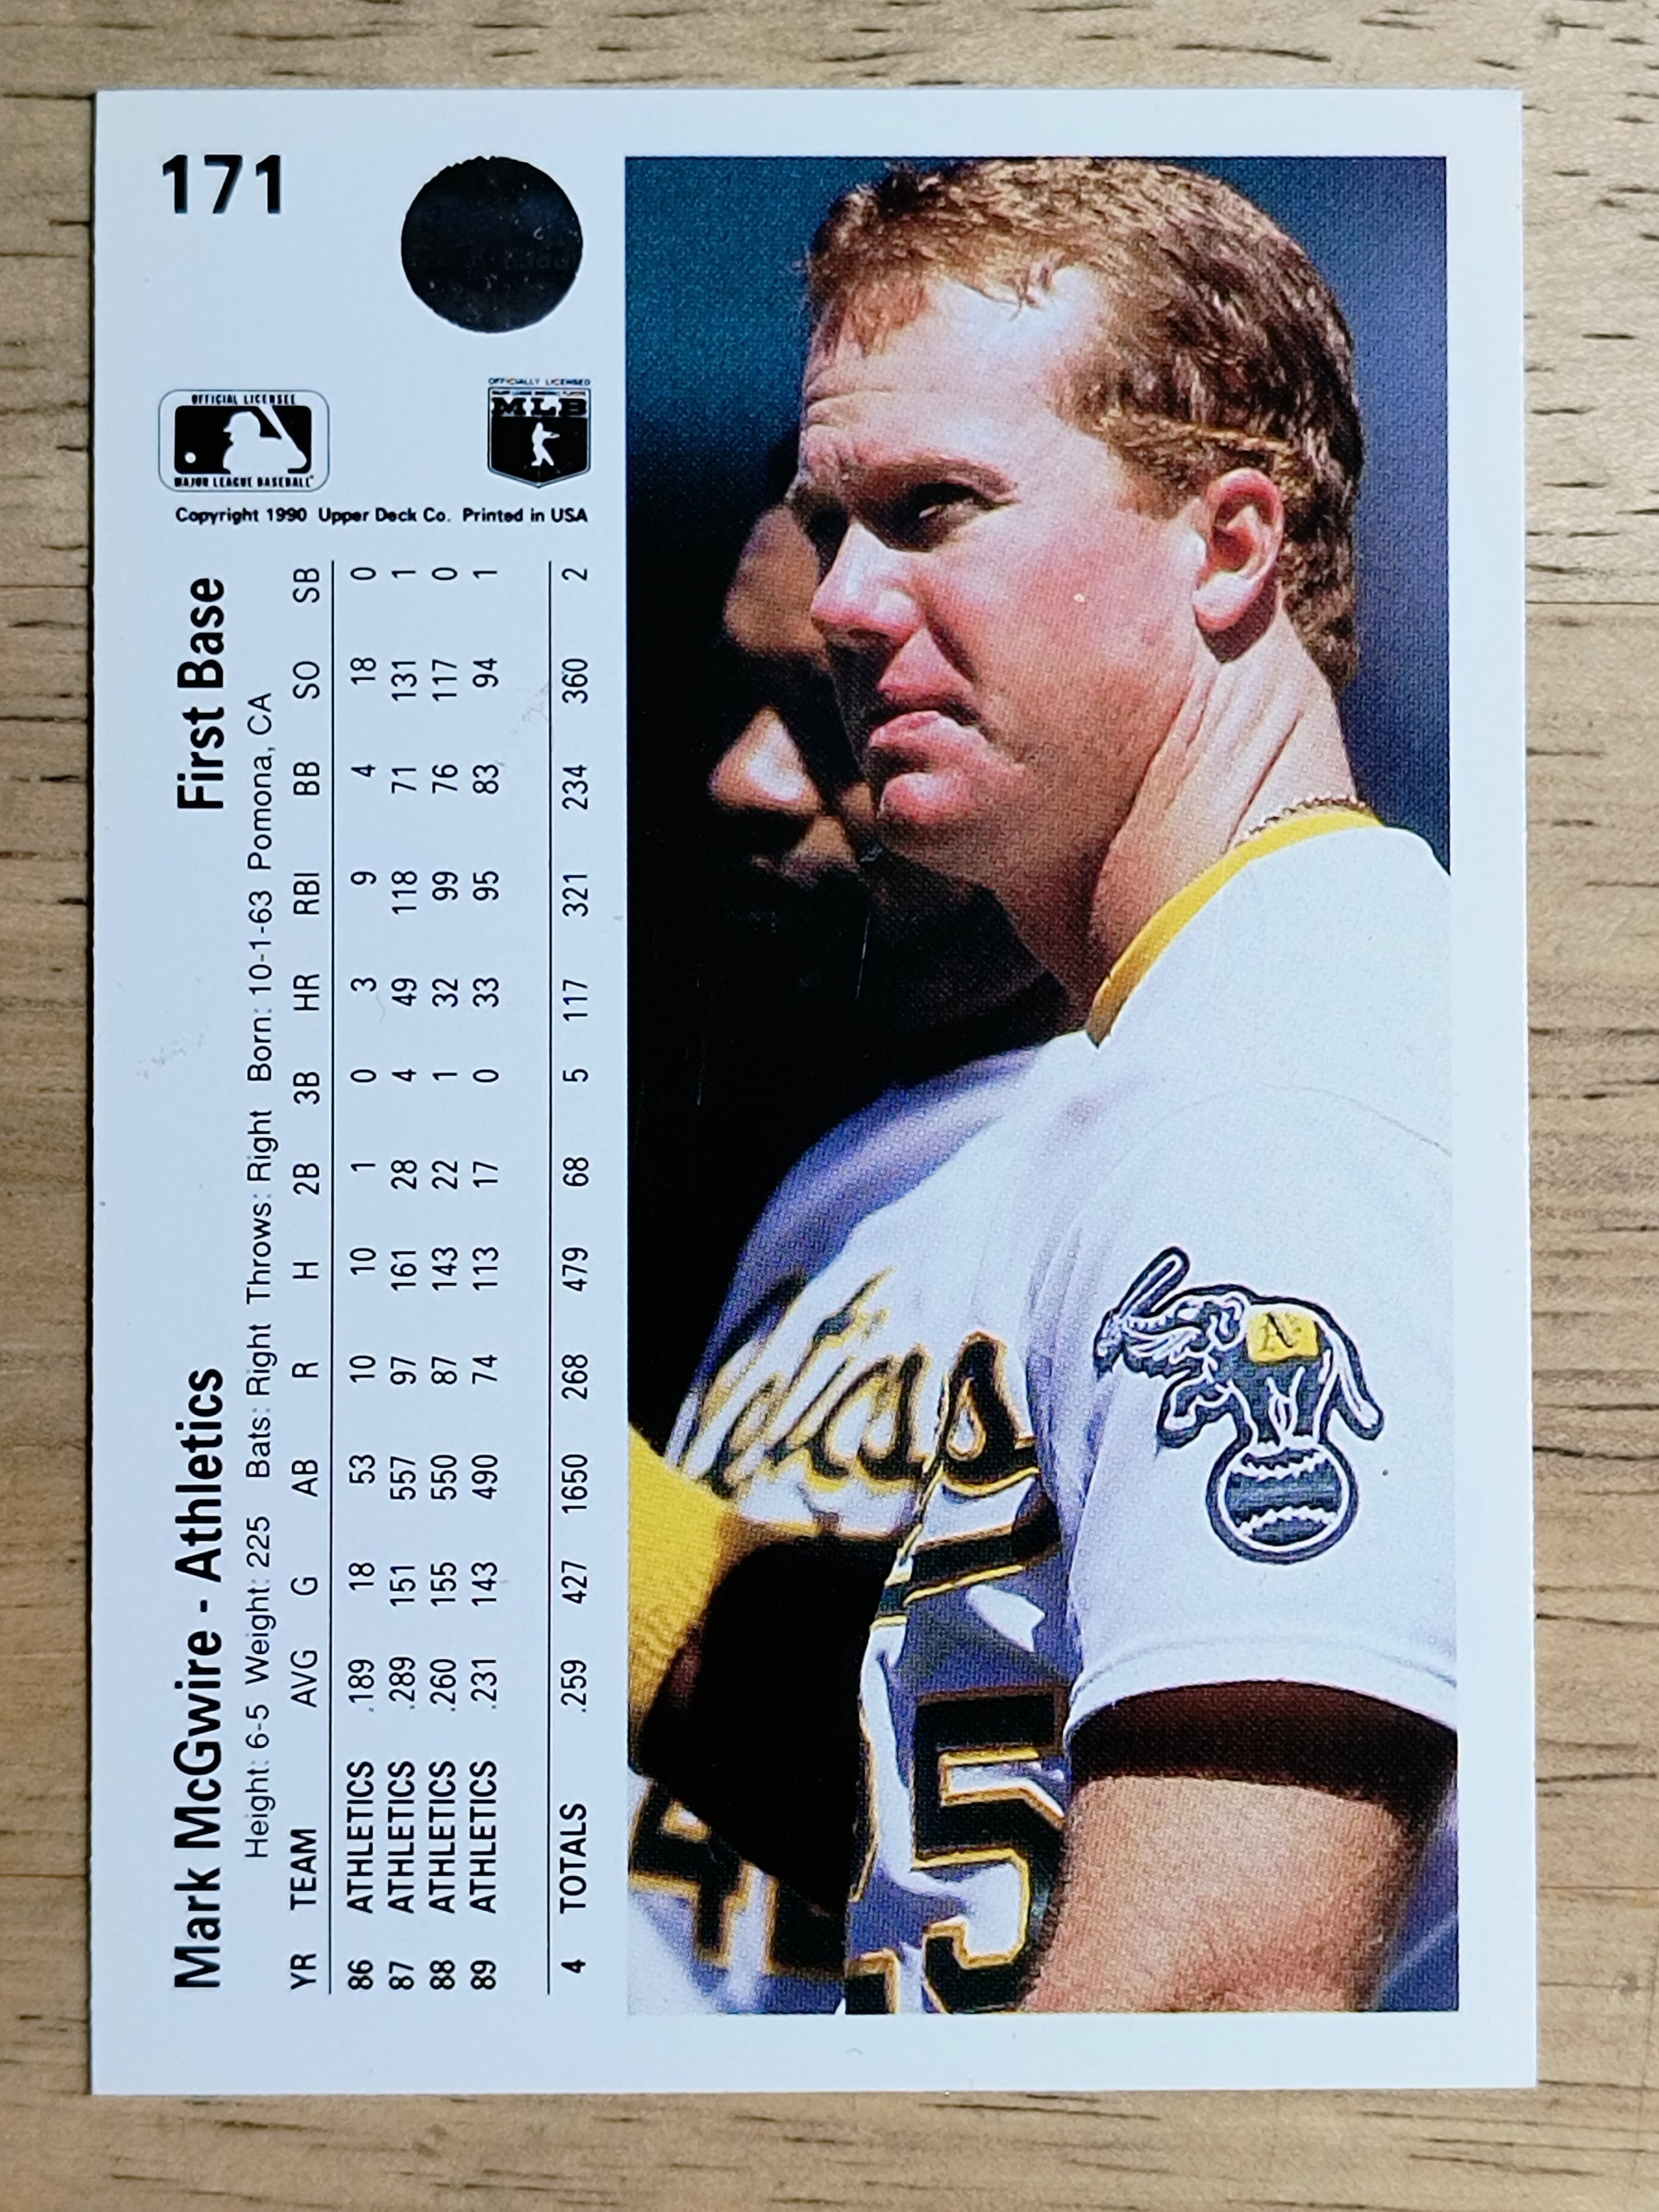 171
OFFICIAL LICENSEE
MAJOR LEAGUE BASEBALL
OFFICIALLY LICENSED
MLB
Copyright 1990 Upper Deck Co. Printed in USA
Mark McGwire - Athletics First Base
Height: 6-5 Weight: 225 Bats: Right Throws: Right Born: 10-1-63 Pomona, CA
YR TEAM AVG G AB R H 2B 3B HR RBI BB SO SB
86 ATHLETICS .189 18 53 10 10 1 0 3 9 4 18 0
87 ATHLETICS .289 151 557 97 161 28 4 49 118 71 131 1
88 ATHLETICS .260 155 550 87 143 22 1 32 99 76 117 0
89 ATHLETICS .231 143 490 74 113 17 0 33 95 83 94 1
4 TOTALS .259 427 1650 268 479 68 5 117 321 234 360 2
A's
5